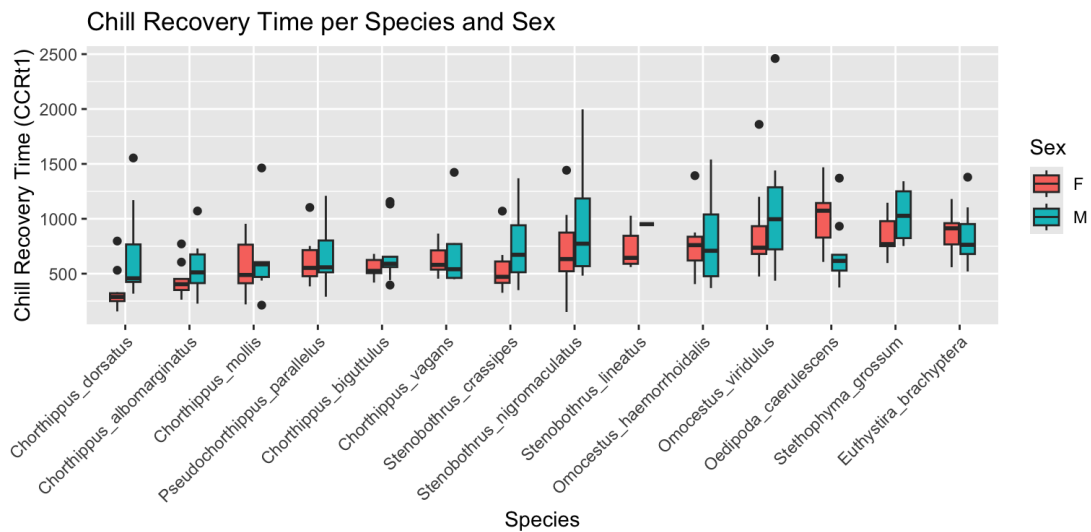 Chill Recovery Time per Species and Sex
Chill Recovery Time (CCRt1)
2500
2000
1500
1000
500
Chorthippus_dorsatus
Chorthippus_albomarginatus
Chorthippus_mollis
Pseudochorthippus_parallelus
Chorthippus_biguttulus
Chorthippus_vagans
Stenobothrus_crassipes
Stenobothrus_nigromaculatus
Stenobothrus_lineatus
Omocestus_haemorrhoidalis
Omocestus_viridulus
Oedipoda_caerulescens
Stethophyma_grossum
Euthystira_brachyptera
Species
Sex
F
M